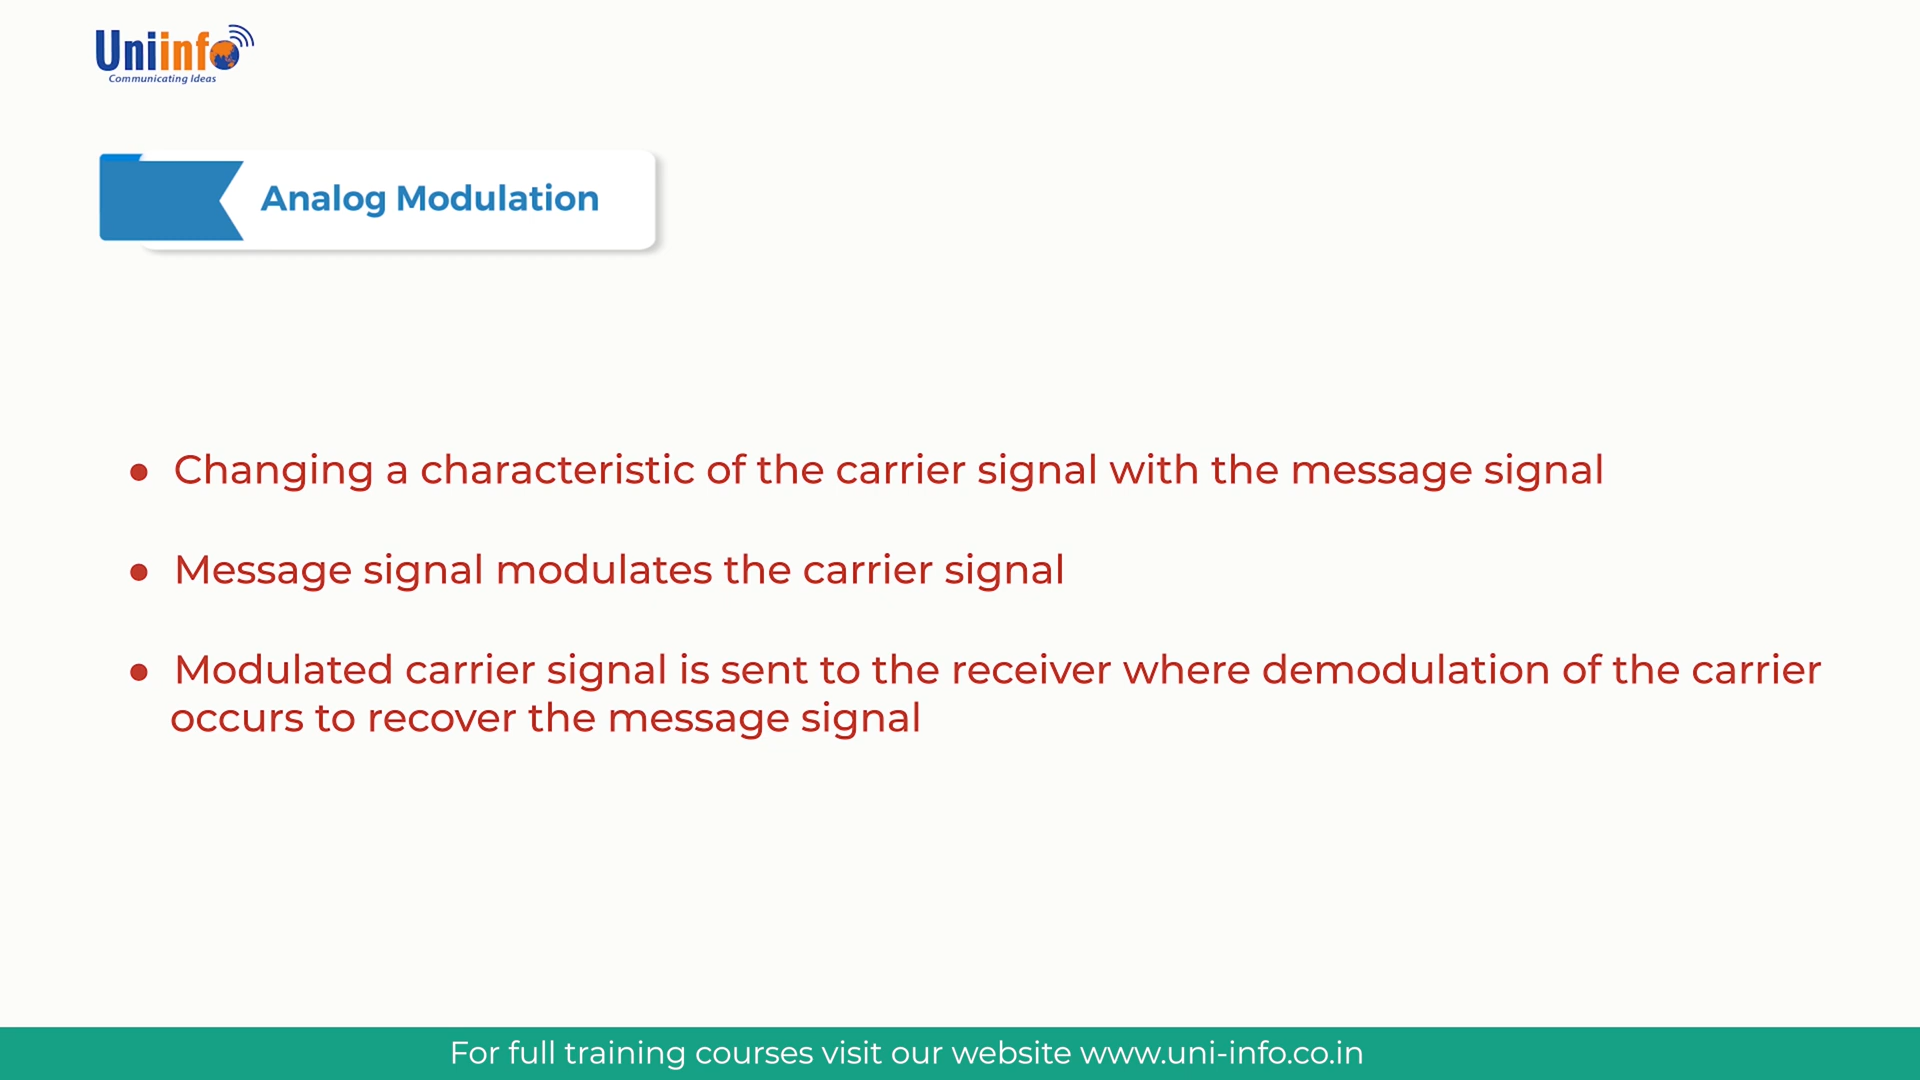 Uniinfo
Communicating Ideas
Analog Modulation
● Changing a characteristic of the carrier signal with the message signal
● Message signal modulates the carrier signal
● Modulated carrier signal is sent to the receiver where demodulation of the carrier
occurs to recover the message signal
For full training courses visit our website www.uni-info.co.in